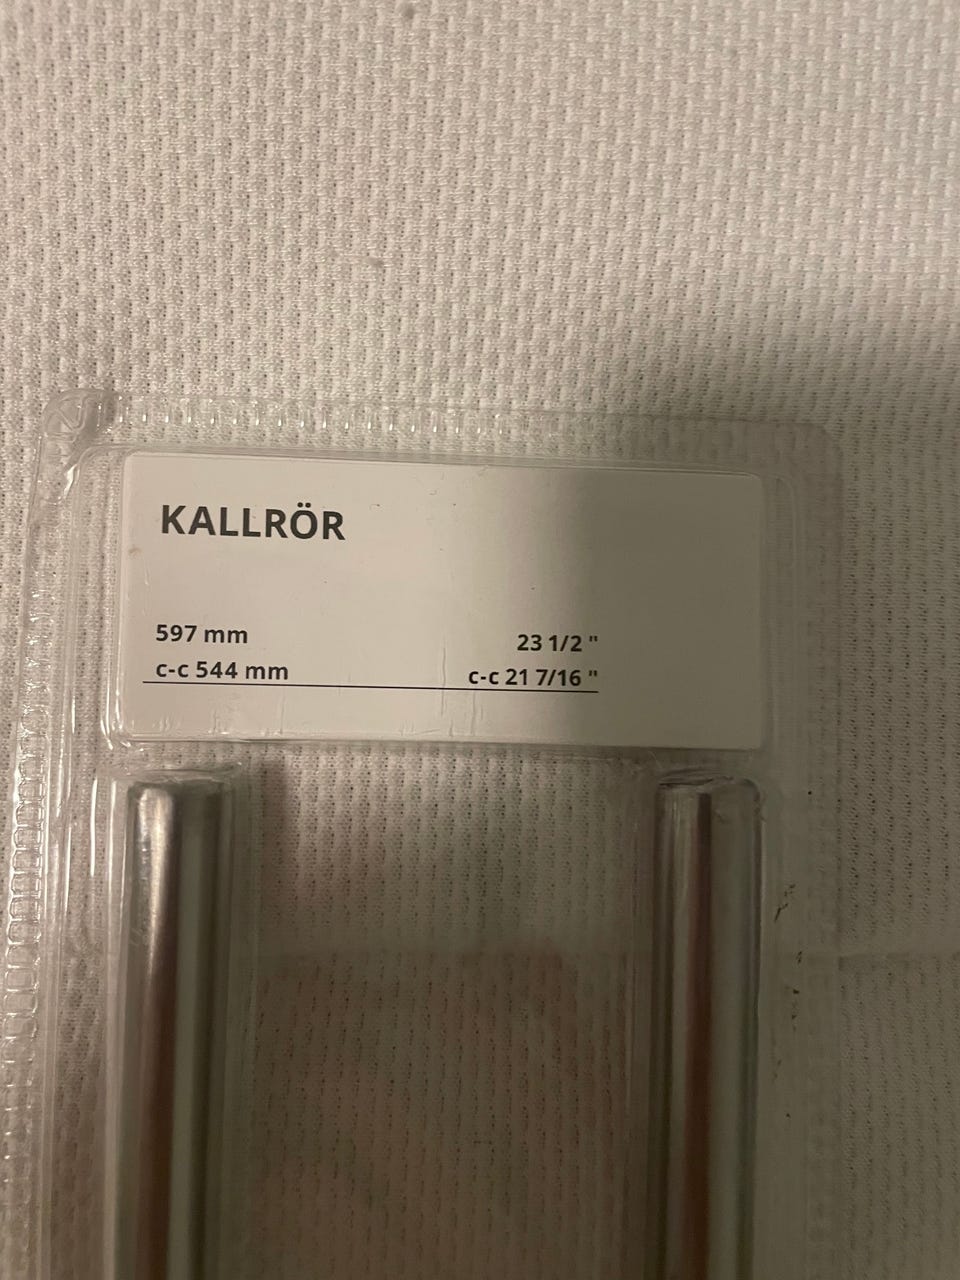 KALLRÖR
597 mm 23 1/2 "
c-c 544 mm c-c 21 7/16 "